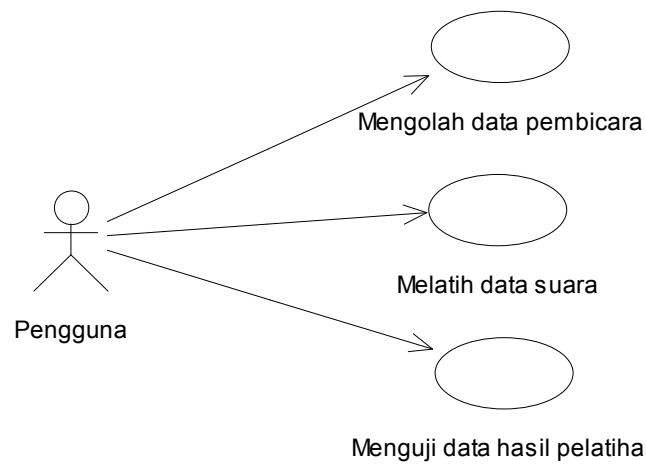 Mengolah data pembicara
Melatih data suara
Pengguna
Menguji data hasil pelatiha